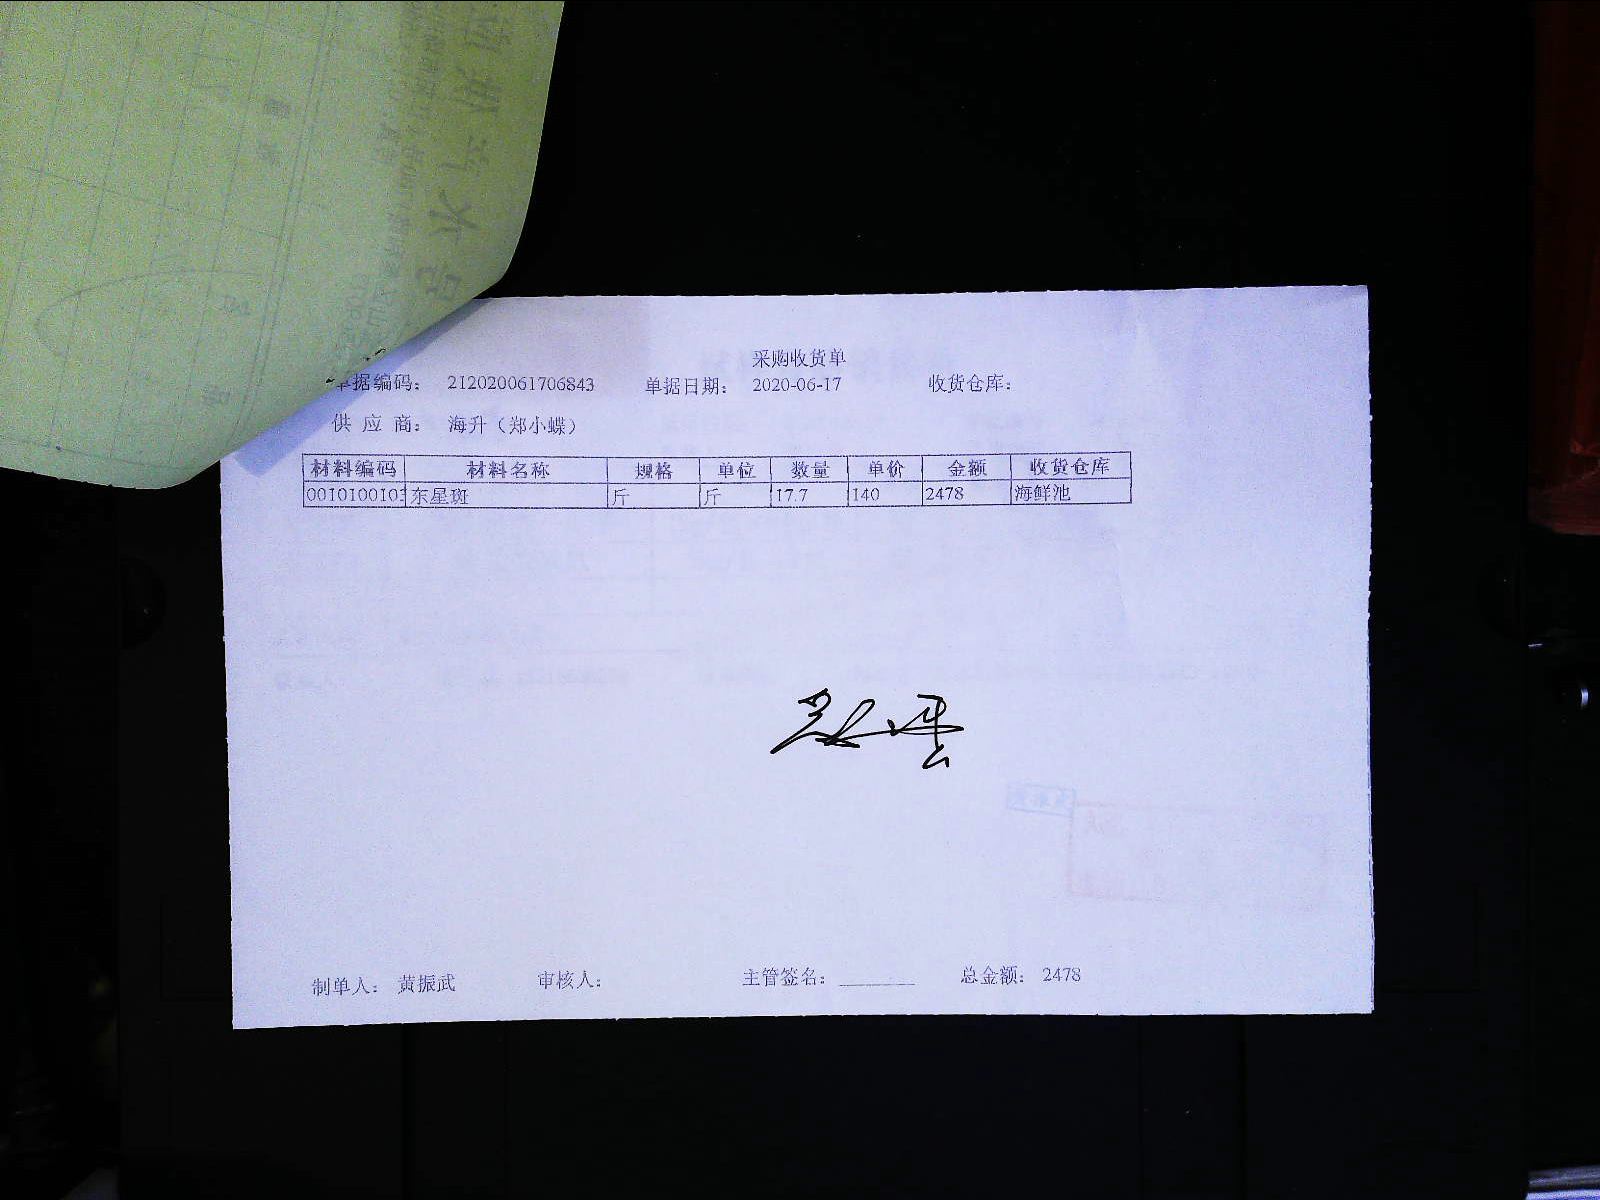 采购收货单
单据编码： 212020061706843 单据日期： 2020-06-17 收货仓库：
供 应 商： 海升（郑小蝶）
材料编码 材料名称 规格 单位 数量 单价 金额 收货仓库
0010100103 东星斑 斤 斤 17.7 140 2478 海鲜池
制单人： 黄振武 审核人： 主管签名： ________ 总金额： 2478